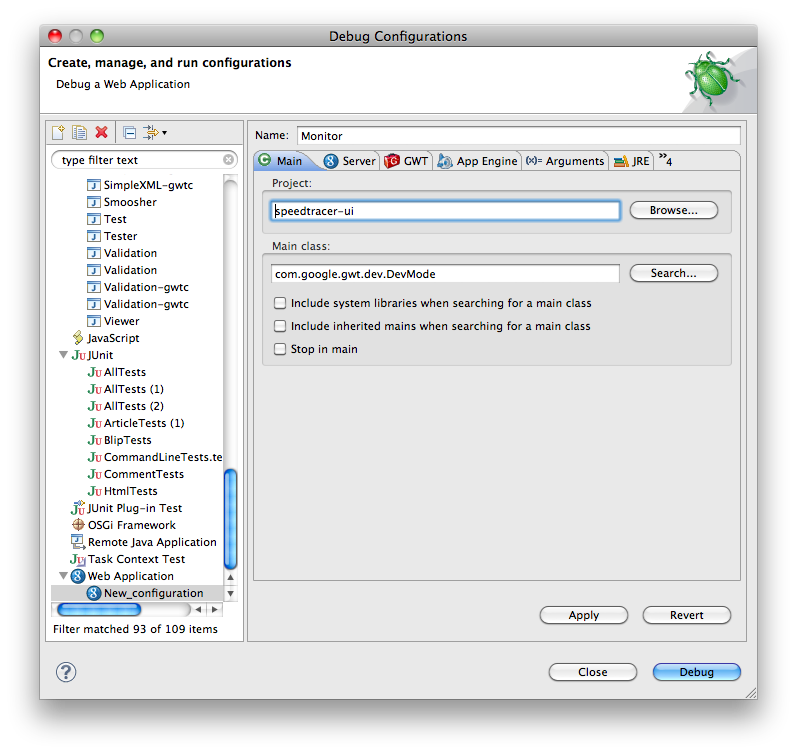 Debug Configurations
Create, manage, and run configurations
Debug a Web Application
type filter text
SimpleXML-gwtc
Smoosher
Test
Tester
Validation
Validation
Validation-gwtc
Validation-gwtc
Viewer
JavaScript
JUnit
AllTests
AllTests (1)
AllTests (2)
ArticleTests (1)
BlipTests
CommandLineTests.te
CommentTests
HtmlTests
JUnit Plug-in Test
OSGi Framework
Remote Java Application
Task Context Test
Web Application
New_configuration
Filter matched 93 of 109 items
Name: Monitor
Main Server GWT App Engine (x)= Arguments JRE »4
Project:
speedtracer-ui Browse...
Main class:
com.google.gwt.dev.DevMode Search...
Include system libraries when searching for a main class
Include inherited mains when searching for a main class
Stop in main
Apply Revert
? Close Debug